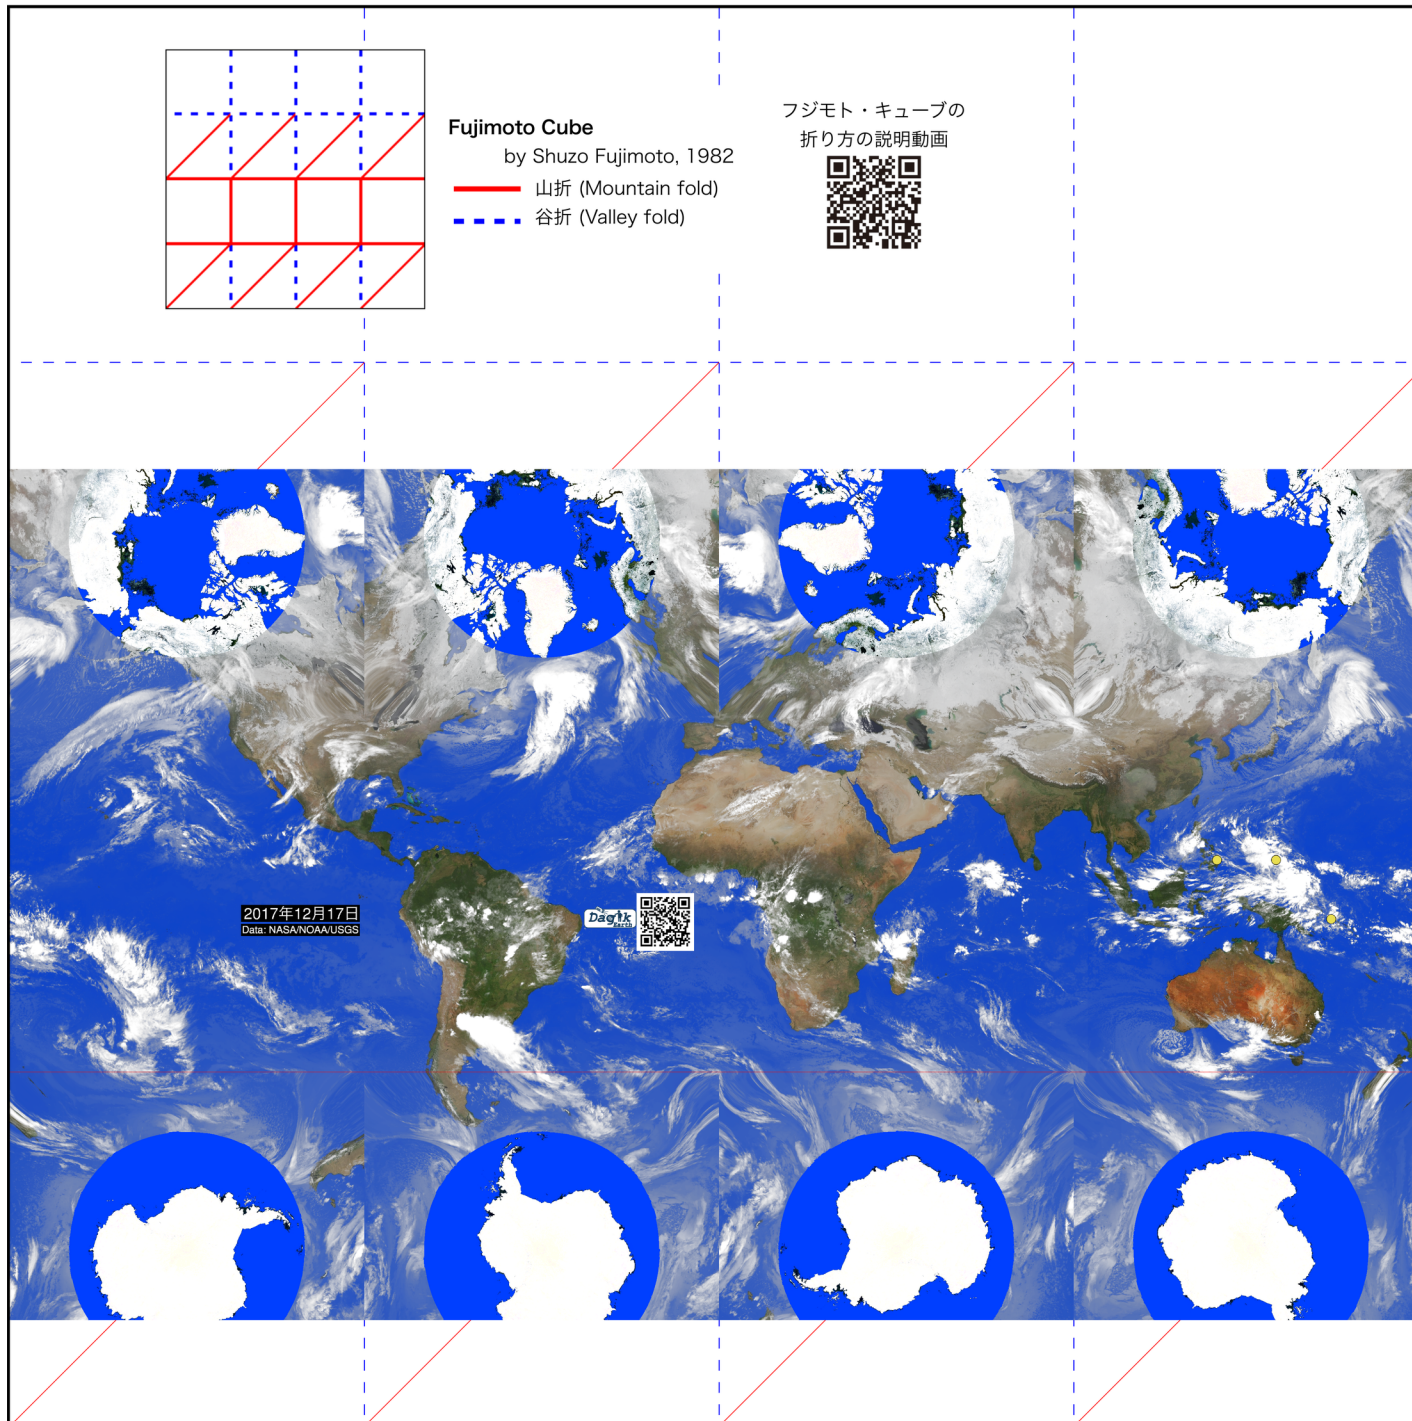 Fujimoto Cube
by Shuzo Fujimoto, 1982
山折 (Mountain fold)
谷折 (Valley fold)
フジモト・キューブの
折り方の説明動画
2017年12月17日
Data: NASA/NOAA/USGS
Dagik
Earth